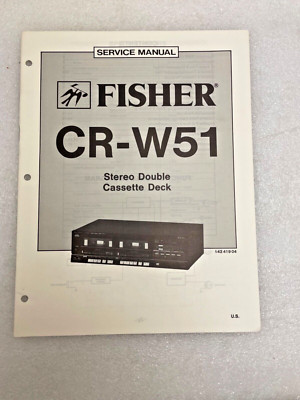 SERVICE MANUAL
FISHER®
CR-W51
Stereo Double
Cassette Deck
U.S.